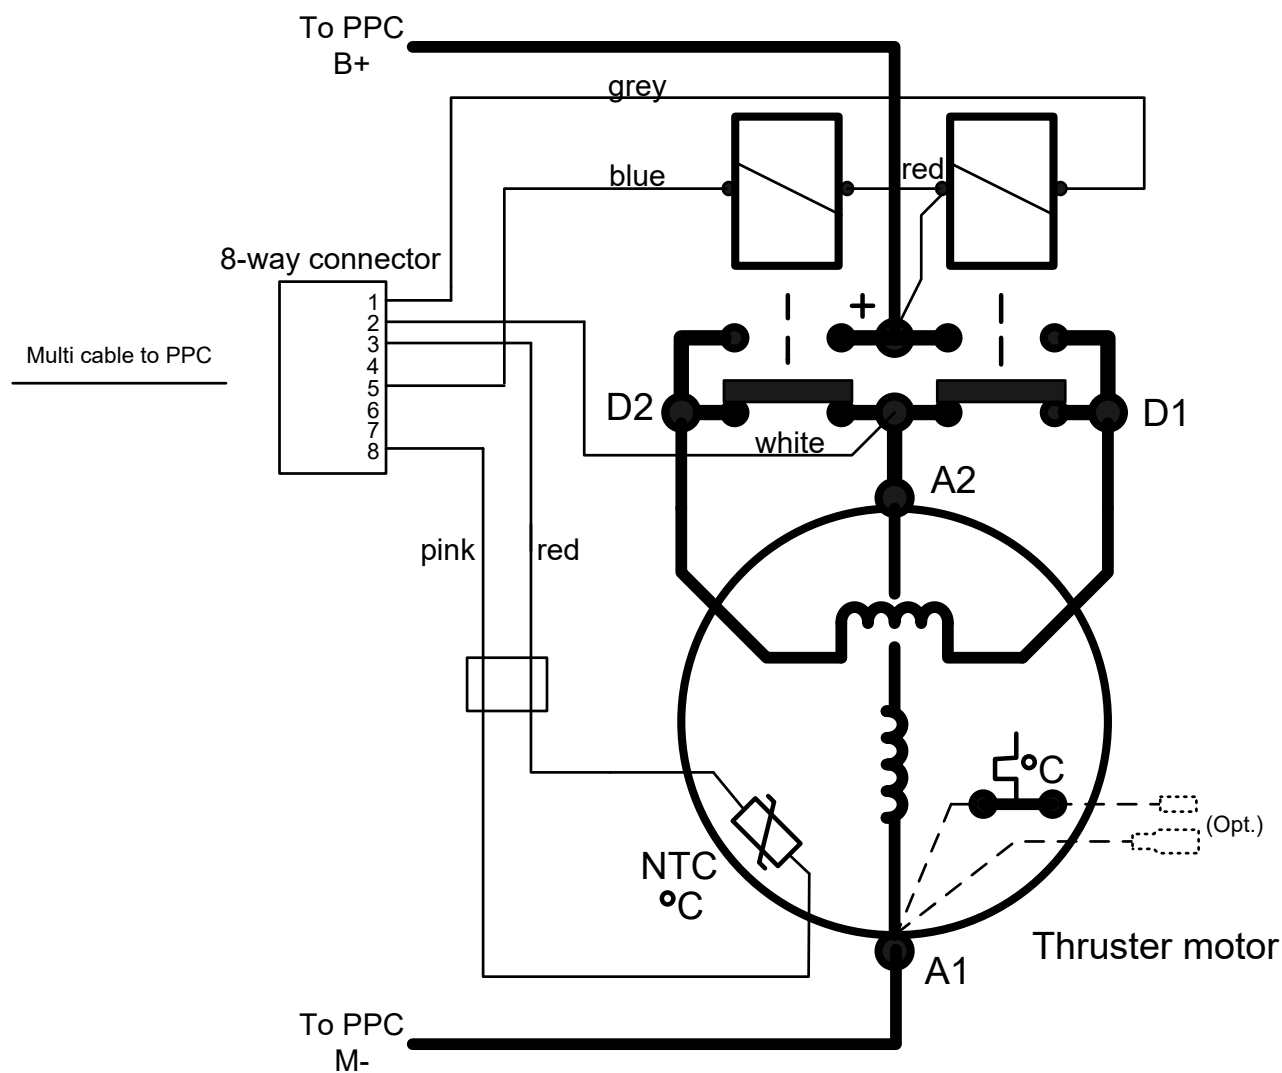 To PPC
B+
grey
blue
red
8-way connector
1
2
3
4
5
6
7
8
Multi cable to PPC
+
D2
D1
white
A2
pink
red
°C
(Opt.)
NTC
°C
Thruster motor
A1
To PPC
M-